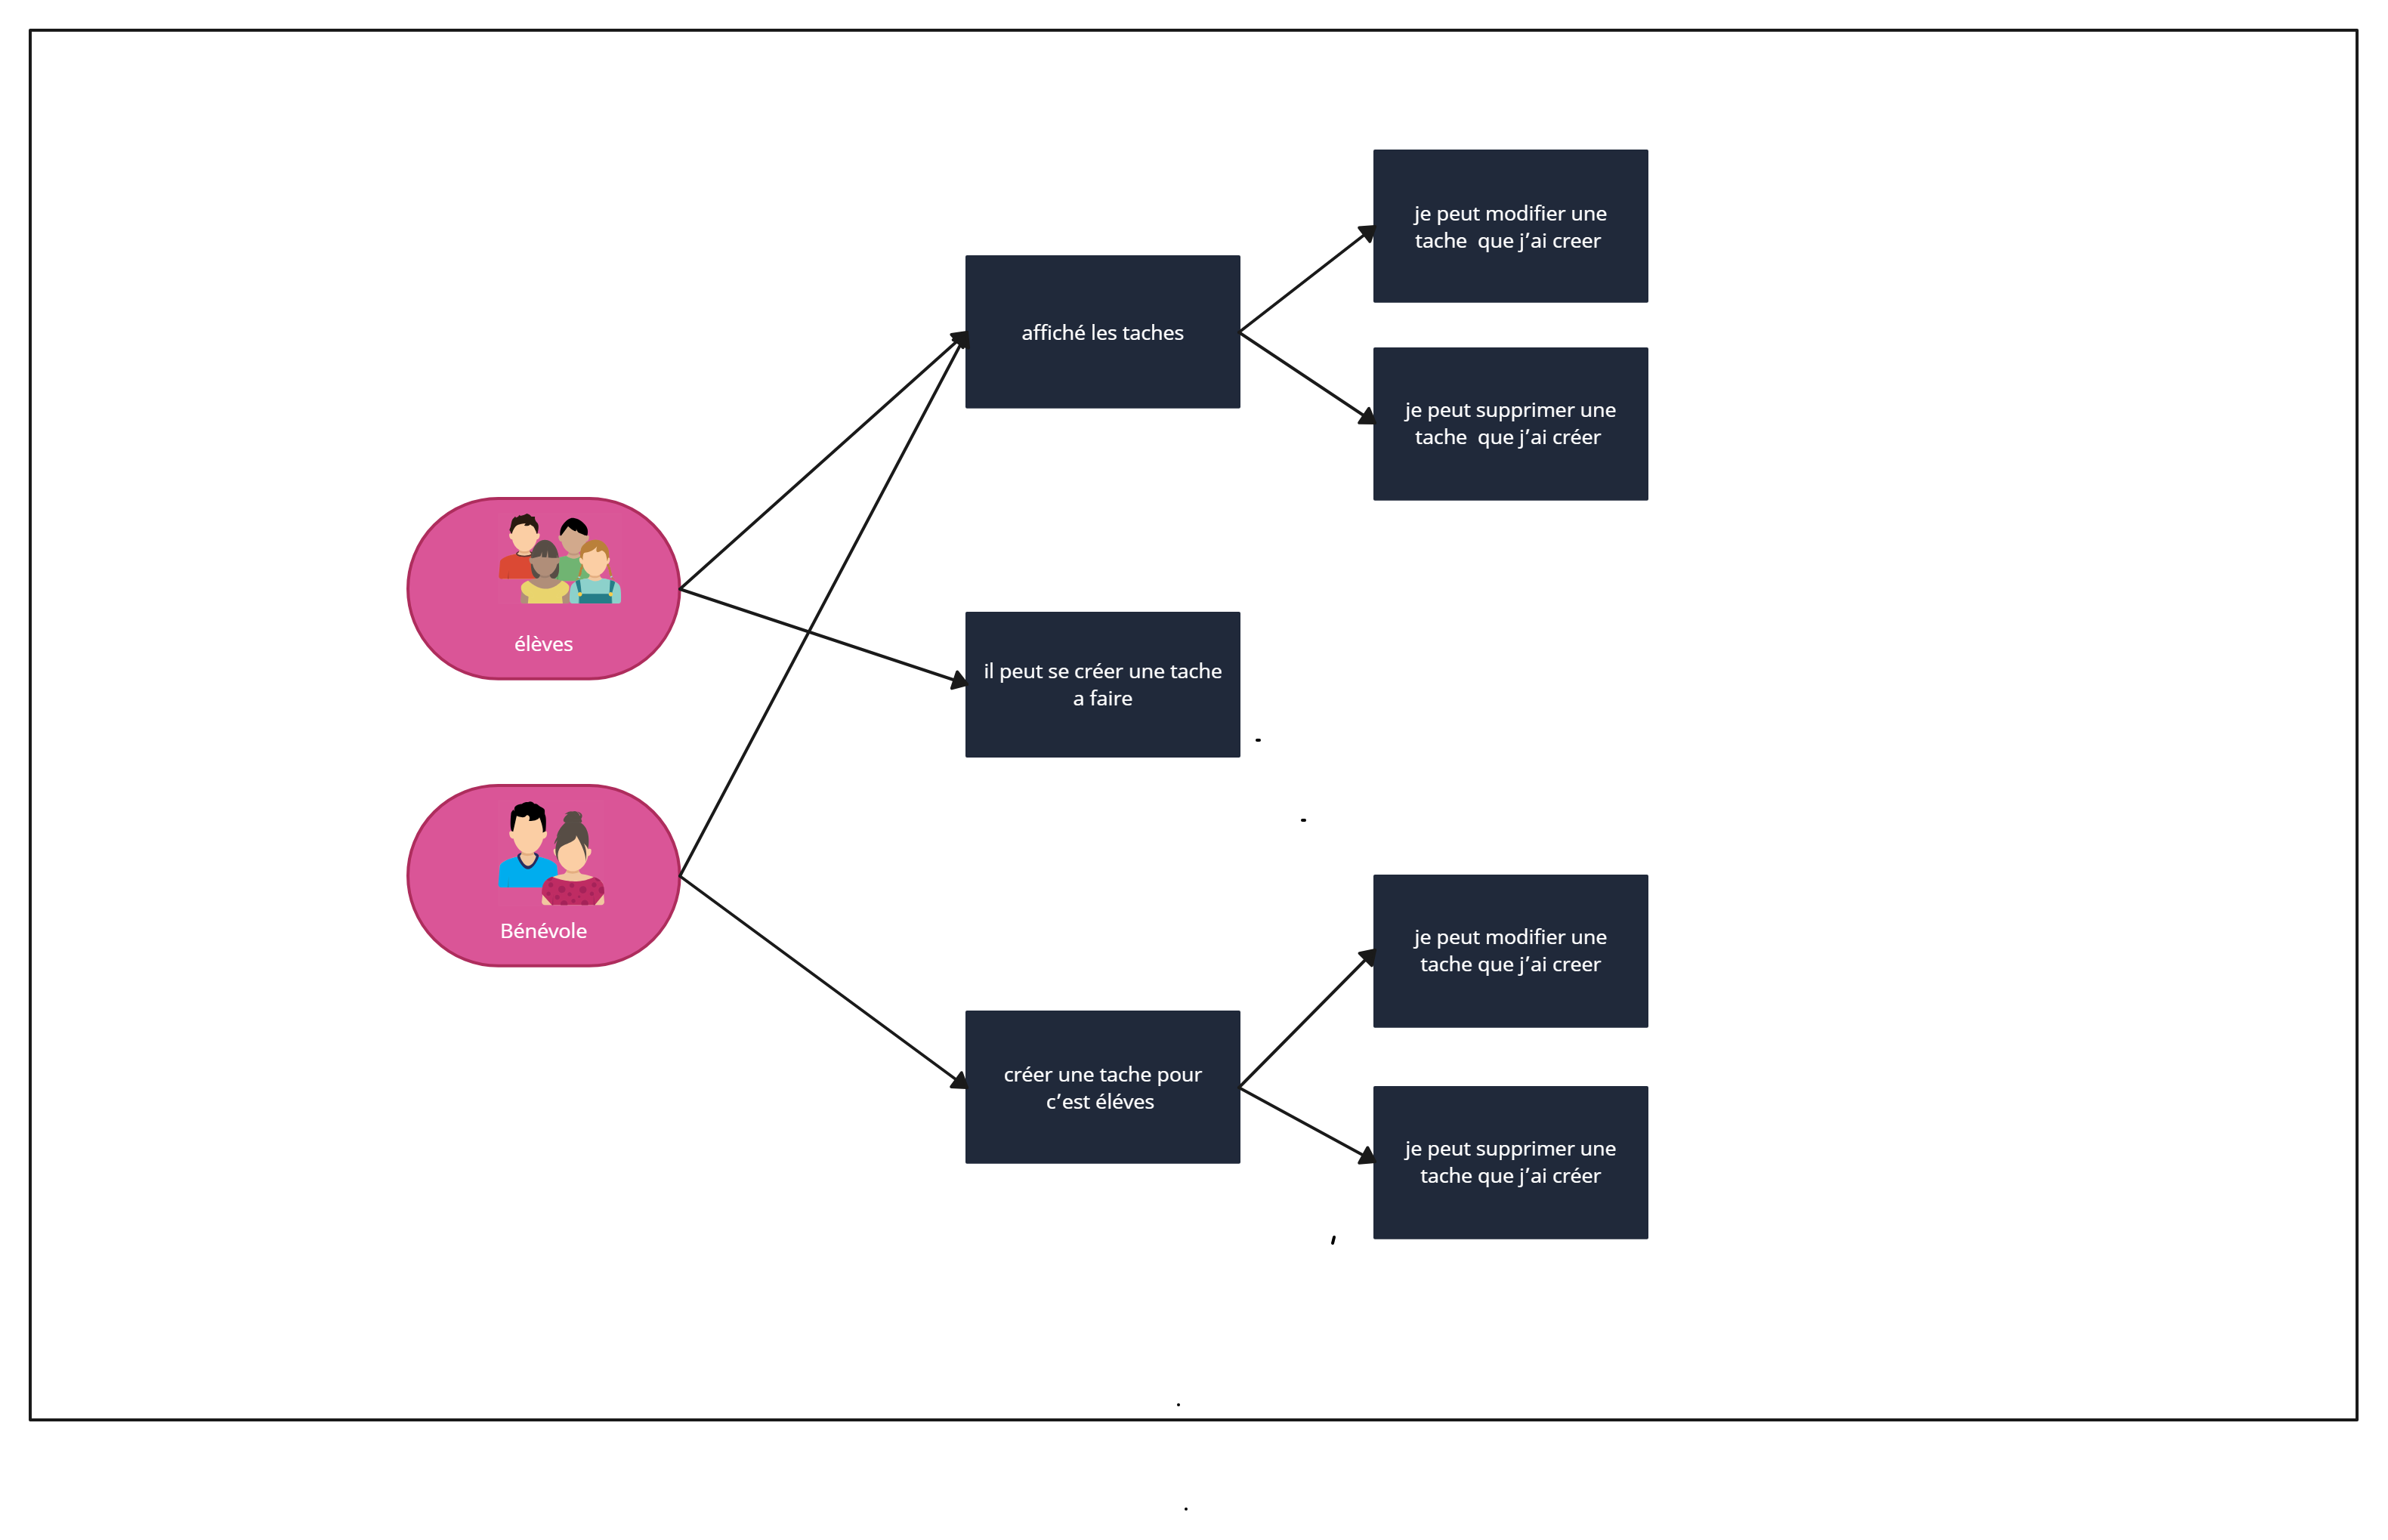 je peut modifier une
tache  que j’ai creer
affiché les taches
je peut supprimer une
tache  que j’ai créer
élèves
il peut se créer une tache
a faire
Bénévole
je peut modifier une
tache que j’ai creer
créer une tache pour
c’est éléves
je peut supprimer une
tache que j’ai créer